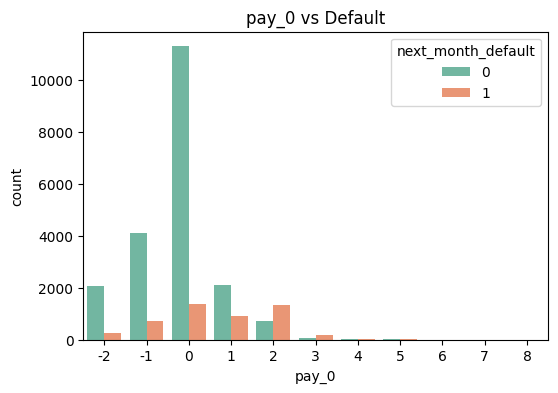 pay_0 vs Default
next_month_default
0
1
10000
8000
6000
4000
2000
0
count
-2 -1 0 1 2 3 4 5 6 7 8
pay_0